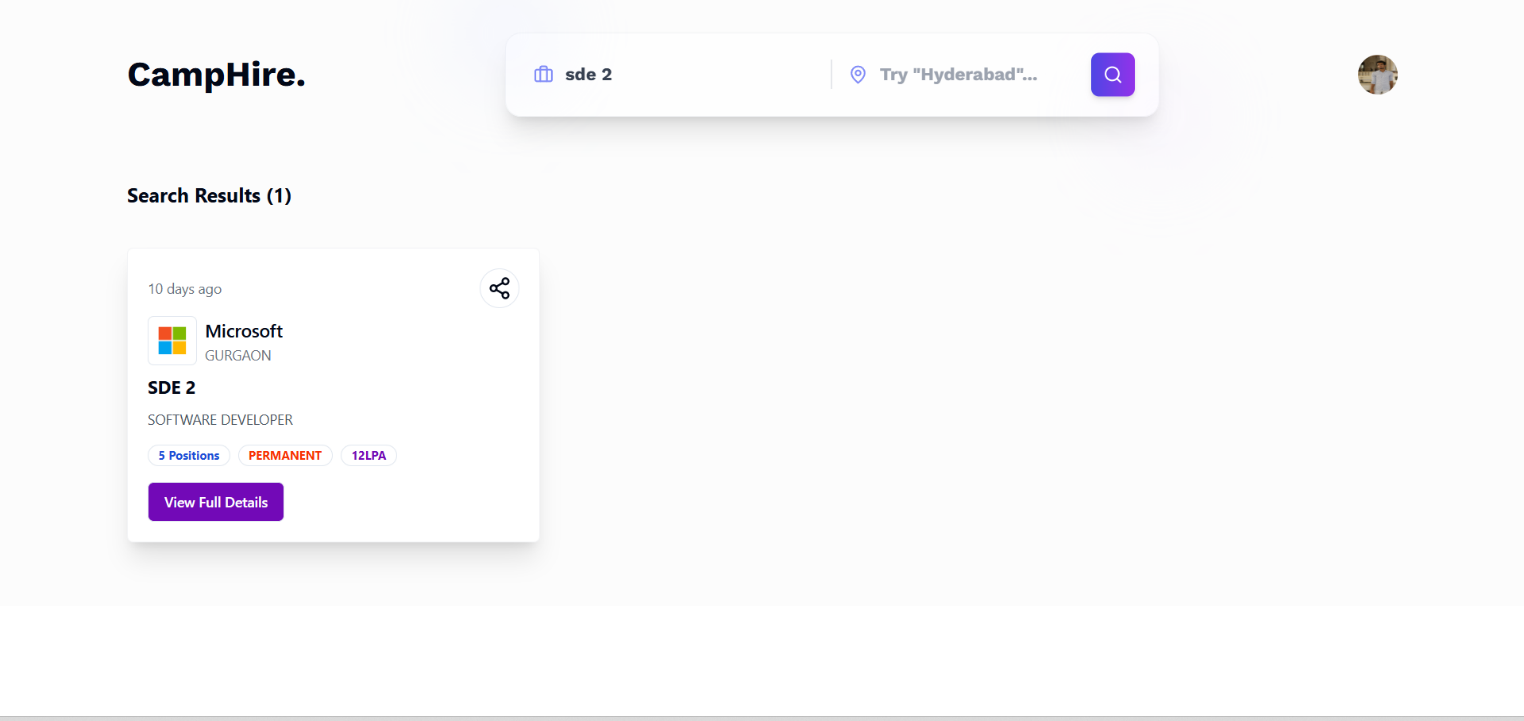 CampHire.
sde 2
Try "Hyderabad"...
Search Results (1)
10 days ago
Microsoft
GURGAON
SDE 2
SOFTWARE DEVELOPER
5 Positions PERMANENT 12LPA
View Full Details